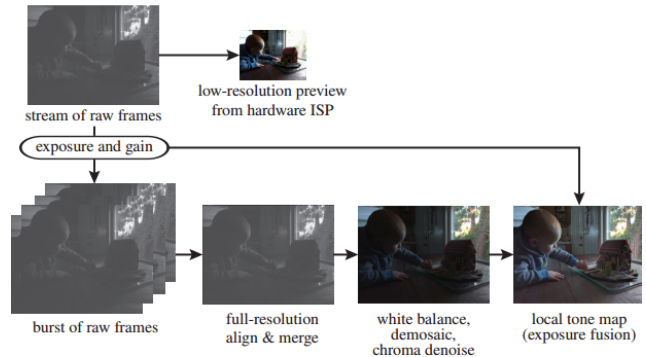 stream of raw frames
low-resolution preview
from hardware ISP
exposure and gain
burst of raw frames
full-resolution
align & merge
white balance,
demosaic,
chroma denoise
local tone map
(exposure fusion)